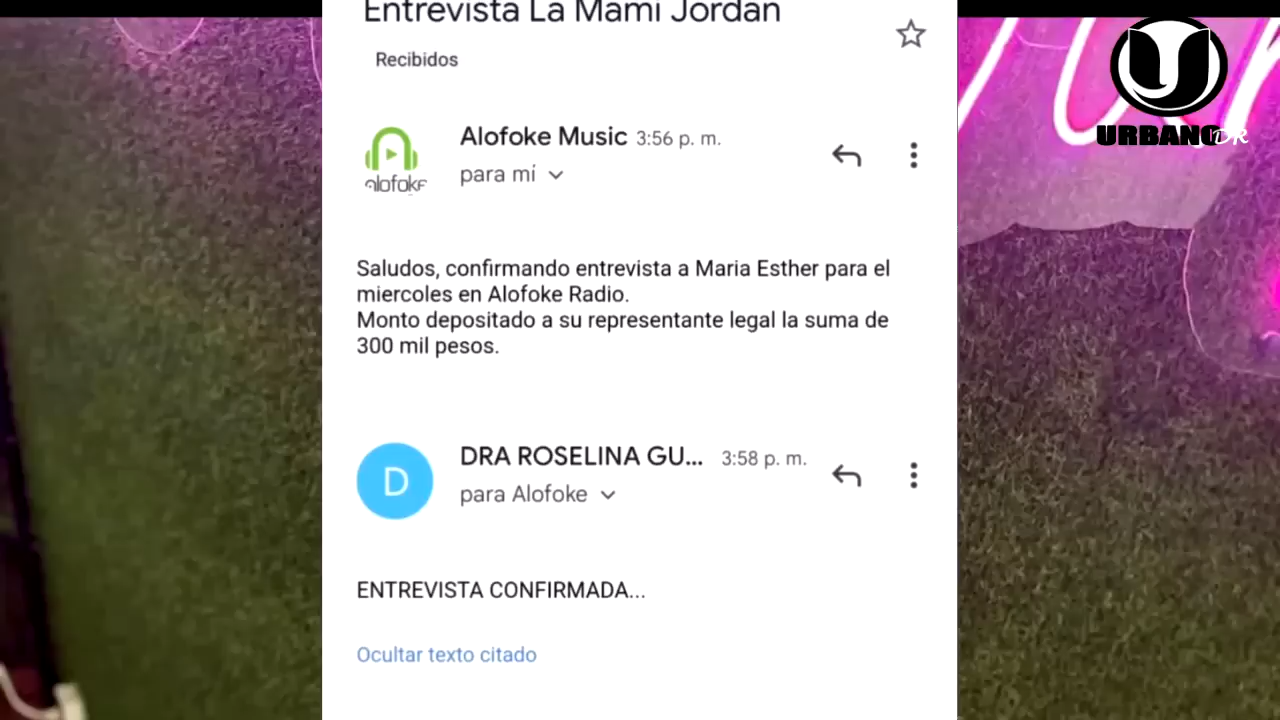 Entrevista La Mami Jordan
Recibidos
URBANO DR
Alofoke Music 3:56 p. m.
alofoke
para mí
Saludos, confirmando entrevista a Maria Esther para el
miercoles en Alofoke Radio.
Monto depositado a su representante legal la suma de
300 mil pesos.
DRA ROSELINA GU... 3:58 p. m.
D
para Alofoke
ENTREVISTA CONFIRMADA...
Ocultar texto citado